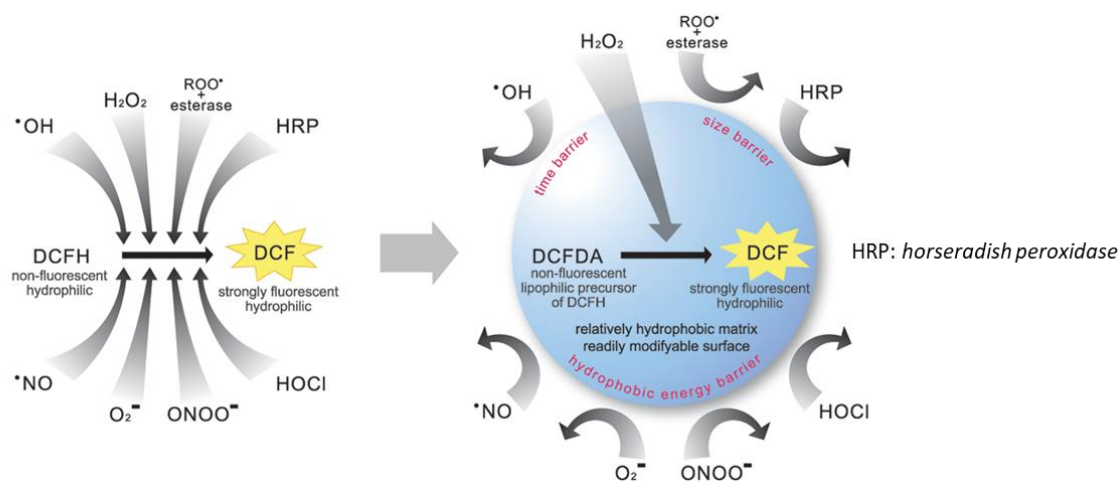 •OH
H₂O₂
ROO•
+
esterase
HRP
DCFH
non-fluorescent
hydrophilic
DCF
strongly fluorescent
hydrophilic
•NO
O₂⁻
ONOO⁻
HOCl
•OH
H₂O₂
ROO•
+
esterase
HRP
time barrier
size barrier
DCFDA
non-fluorescent
lipophilic precursor
of DCFH
DCF
strongly fluorescent
hydrophilic
relatively hydrophobic matrix
readily modifyable surface
hydrophobic energy barrier
•NO
O₂⁻
ONOO⁻
HOCl
HRP: horseradish peroxidase